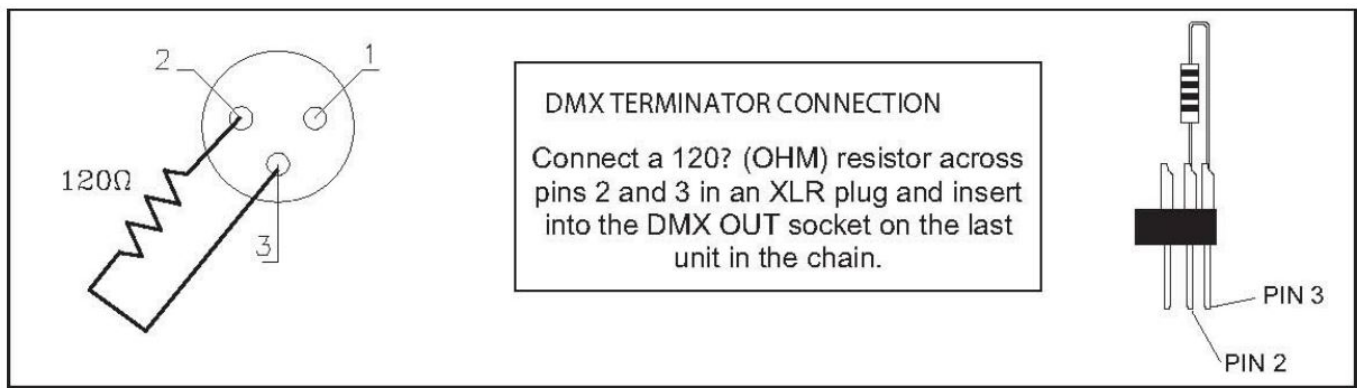 2
1
120Ω
3
DMX TERMINATOR CONNECTION
Connect a 120? (OHM) resistor across
pins 2 and 3 in an XLR plug and insert
into the DMX OUT socket on the last
unit in the chain.
PIN 3
PIN 2